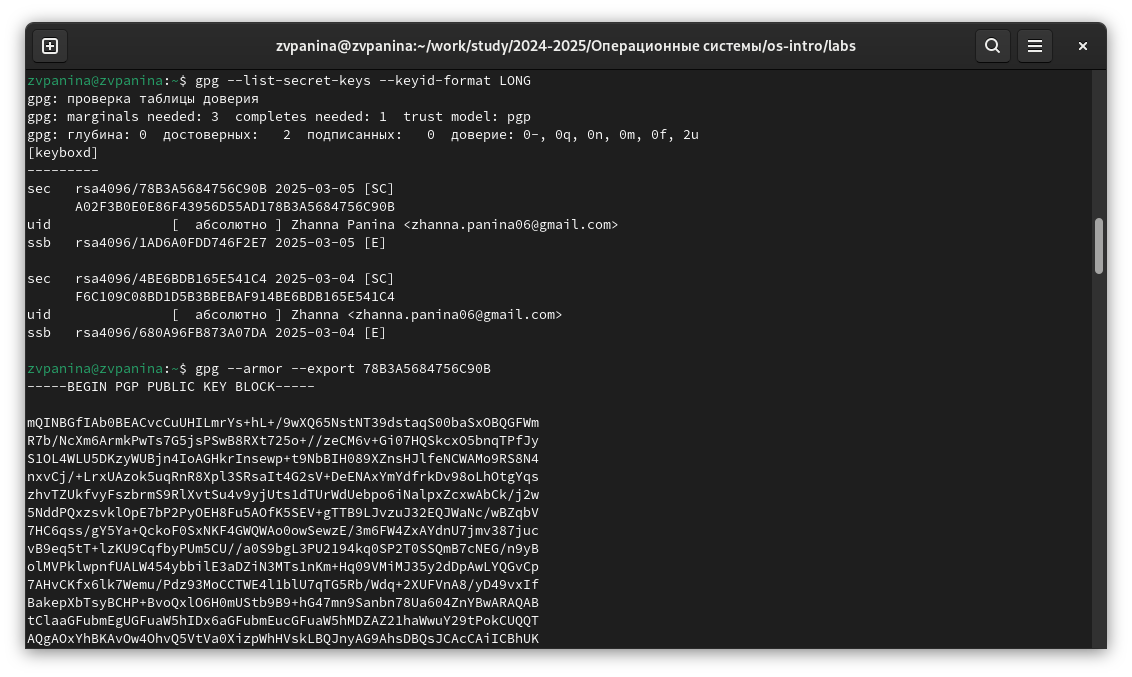 zvpanina@zvpanina:~/work/study/2024-2025/Операционные системы/os-intro/labs
zvpanina@zvpanina:~$ gpg --list-secret-keys --keyid-format LONG
gpg: проверка таблицы доверия
gpg: marginals needed: 3  completes needed: 1  trust model: pgp
gpg: глубина: 0  достоверных:   2  подписанных:   0  доверие: 0-, 0q, 0n, 0m, 0f, 2u
[keyboxd]
---------
sec   rsa4096/78B3A5684756C90B 2025-03-05 [SC]
      A02F3B0E0E86F43956D55AD178B3A5684756C90B
uid               [  абсолютно ] Zhanna Panina <zhanna.panina06@gmail.com>
ssb   rsa4096/1AD6A0FDD746F2E7 2025-03-05 [E]
sec   rsa4096/4BE6BDB165E541C4 2025-03-04 [SC]
      F6C109C08BD1D5B3BBEBAF914BE6BDB165E541C4
uid               [  абсолютно ] Zhanna <zhanna.panina06@gmail.com>
ssb   rsa4096/680A96FB873A07DA 2025-03-04 [E]
zvpanina@zvpanina:~$ gpg --armor --export 78B3A5684756C90B
-----BEGIN PGP PUBLIC KEY BLOCK-----
mQINBGfIAb0BEACvcCuUHILmrYs+hL+/9wXQ65NstNT39dstaqS00baSxOBQGFWm
R7b/NcXm6ArmkPwTs7G5jsPSwB8RXt725o+//zeCM6v+Gi07HQSkcxO5bnqTPfJy
S1OL4WLU5DKzyWUBjn4IoAGHkrInsewp+t9NbBIH089XZnsHJlfeNCWAMo9RS8N4
nxvCj/+LrxUAzok5uqRnR8Xpl3SRsaIt4G2sV+DeENAxYmYdfrkDv98oLhOtgYqs
zhvTZUkfvyFszbrmS9RlXvtSu4v9yjUts1dTUrWdUebpo6iNalpxZcxwAbCk/j2w
5NddPQxzsvklOpE7bP2PyOEH8Fu5AOfK5SEV+gTTB9LJvzuJ32EQJWaNc/wBZqbV
7HC6qss/gY5Ya+QckoF0SxNKF4GWQWAo0owSewzE/3m6FW4ZxAYdnU7jmv387juc
vB9eq5tT+lzKU9CqfbyPUm5CU//a0S9bgL3PU2194kq0SP2T0SSQmB7cNEG/n9yB
olMVPklwpnfUALW454ybbilE3aDZiN3MTs1nKm+Hq09VMiMJ35y2dDpAwLYQGvCp
7AHvCKfx6lk7Wemu/Pdz93MoCCTWE4l1blU7qTG5Rb/Wdq+2XUFVnA8/yD49vxIf
BakepXbTsyBCHP+BvoQxlO6H0mUStb9B9+hG47mn9Sanbn78Ua604ZnYBwARAQAB
tClaaGFubmEgUGFuaW5hIDx6aGFubmEucGFuaW5hMDZAZ21haWwuY29tPokCUQQT
AQgAOxYhBKAvOw4OhvQ5VtVa0XizpWhHVskLBQJnyAG9AhsDBQsJCAcCAiICBhUK